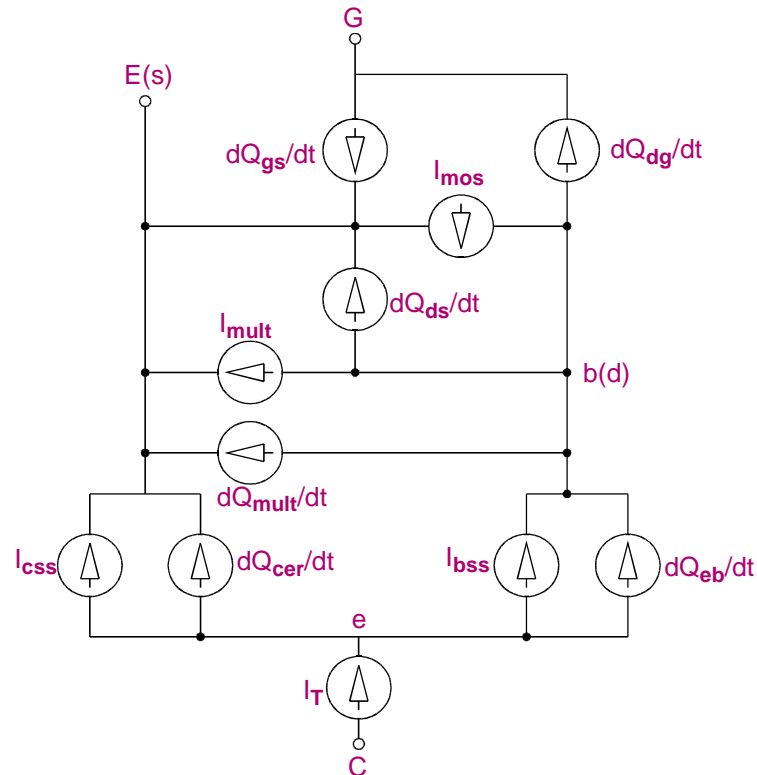 G
E(s)
dQgs/dt
dQdg/dt
Imos
dQds/dt
Imult
b(d)
dQmult/dt
Icss
dQcer/dt
Ibss
dQeb/dt
e
IT
C